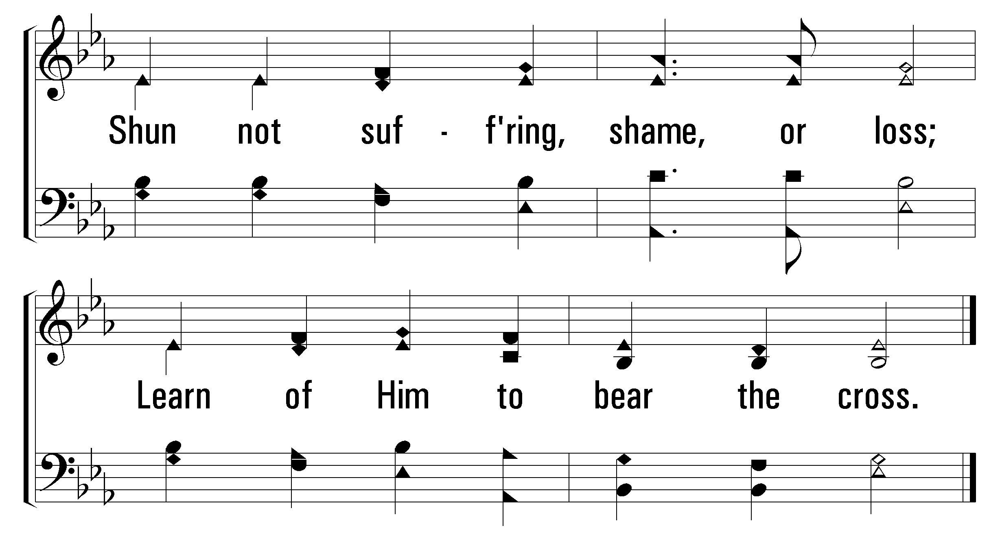 Shun not suf - f'ring, shame, or loss;
Learn of Him to bear the cross.